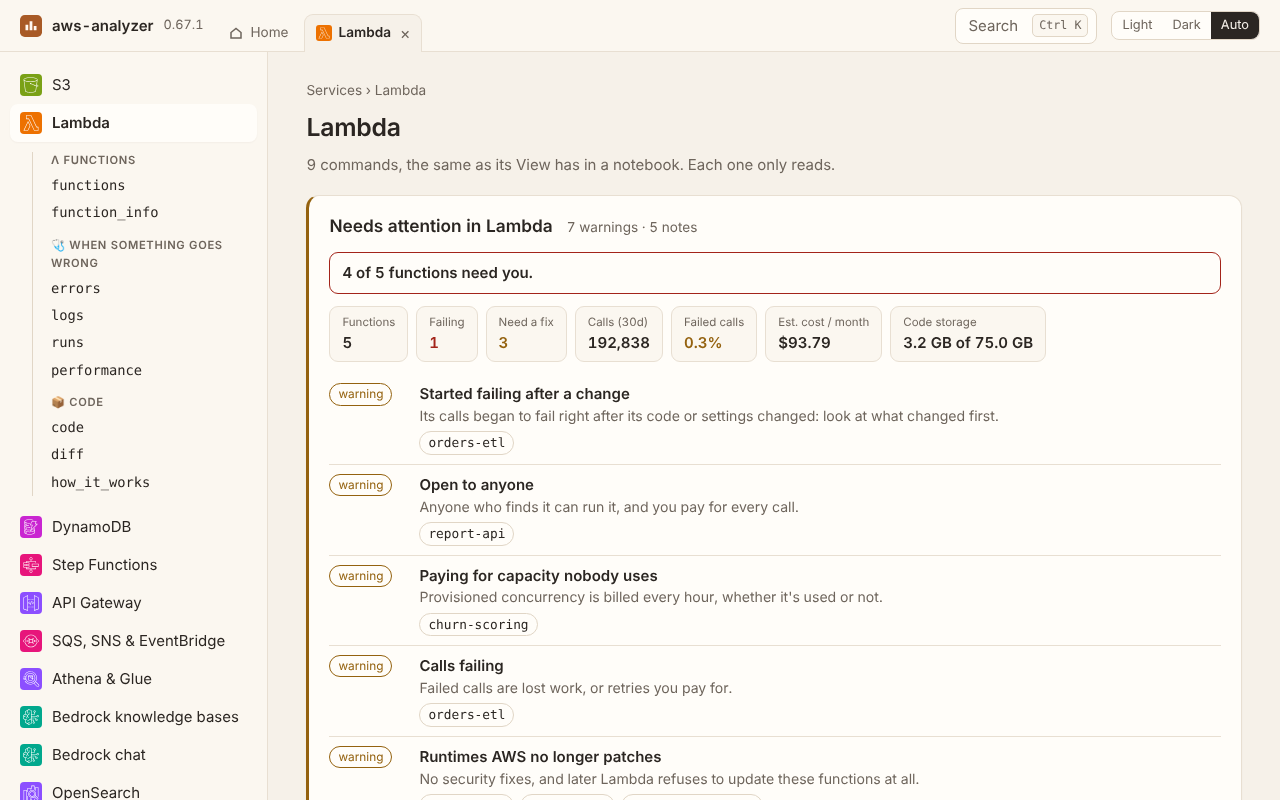 aws-analyzer 0.67.1
Home
Lambda ×
Search Ctrl K
Light Dark Auto
S3
Lambda
Λ FUNCTIONS
functions
function_info
🩺 WHEN SOMETHING GOES
WRONG
errors
logs
runs
performance
📦 CODE
code
diff
how_it_works
DynamoDB
Step Functions
API Gateway
SQS, SNS & EventBridge
Athena & Glue
Bedrock knowledge bases
Bedrock chat
OpenSearch
Services › Lambda
Lambda
9 commands, the same as its View has in a notebook. Each one only reads.
Needs attention in Lambda 7 warnings · 5 notes
4 of 5 functions need you.
Functions
5
Failing
1
Need a fix
3
Calls (30d)
192,838
Failed calls
0.3%
Est. cost / month
$93.79
Code storage
3.2 GB of 75.0 GB
warning
Started failing after a change
Its calls began to fail right after its code or settings changed: look at what changed first.
orders-etl
warning
Open to anyone
Anyone who finds it can run it, and you pay for every call.
report-api
warning
Paying for capacity nobody uses
Provisioned concurrency is billed every hour, whether it's used or not.
churn-scoring
warning
Calls failing
Failed calls are lost work, or retries you pay for.
orders-etl
warning
Runtimes AWS no longer patches
No security fixes, and later Lambda refuses to update these functions at all.